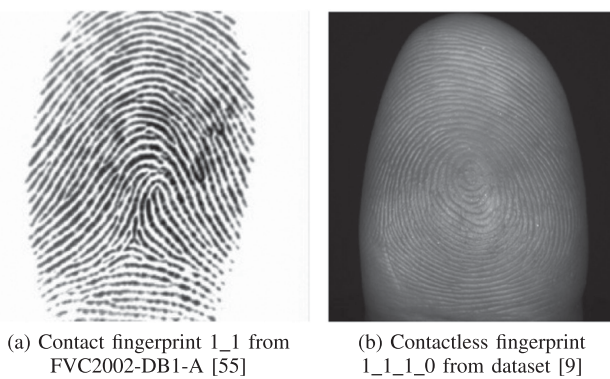 (a) Contact fingerprint 1_1 from
FVC2002-DB1-A [55]
(b) Contactless fingerprint
1_1_1_0 from dataset [9]